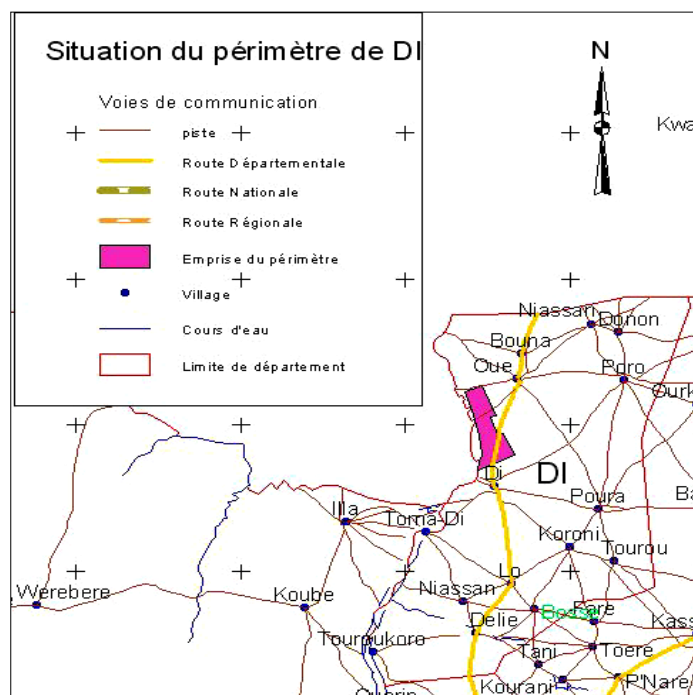 Situation du périmètre de DI
N
Voies de communication
piste
Kwa
Route Départementale
Route Nationale
Route Régionale
Emprise du périmètre
Village
Cours d'eau
Limite de département
Niassan
Donon
Bouna
Oue
Poro
Ourk
Di
DI
Ba
Poura
Illa
Toma-Di
Koroni
Tourou
Lo
Werebere
Koube
Niassan
Fare
Delie
Kass
Touroukoro
Tani
Toere
Kourani
P'Nare